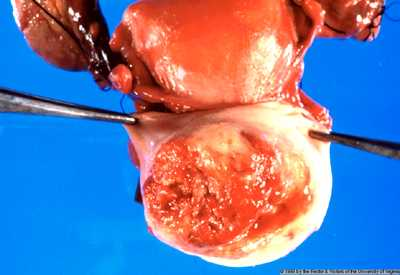 by the Rector & Visitors of the University of Virginia